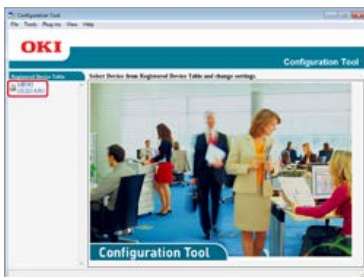 Configuration Tool
File Tools Plug-ins View Help
OKI
Configuration Tool
Registered Device Table
Select Device from Registered Device Table and change settings.
Configuration Tool